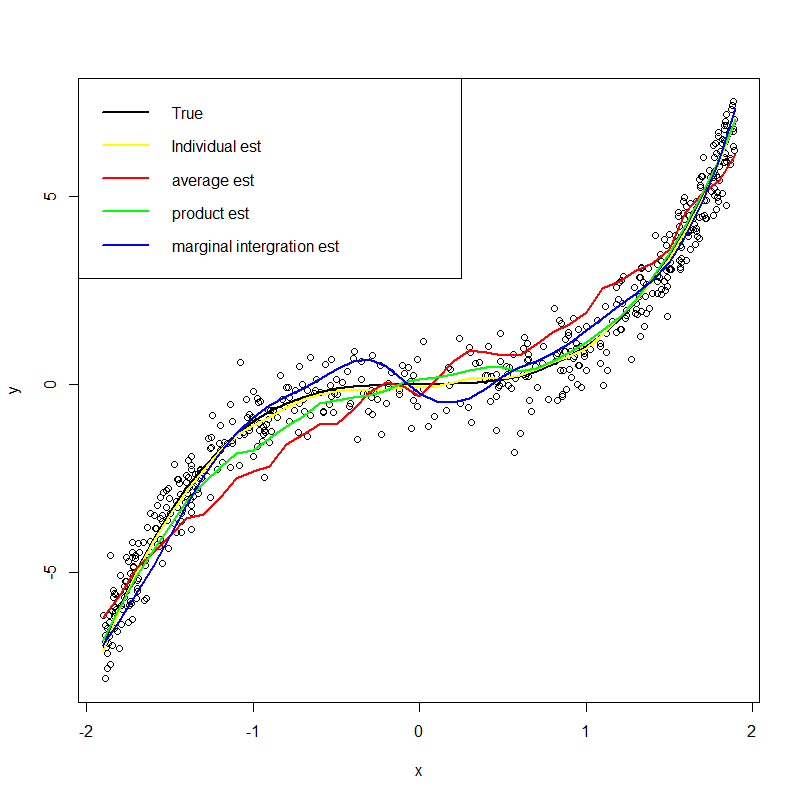 True
Individual est
average est
product est
marginal intergration est
5
0
-5
y
-2
-1
0
1
2
x